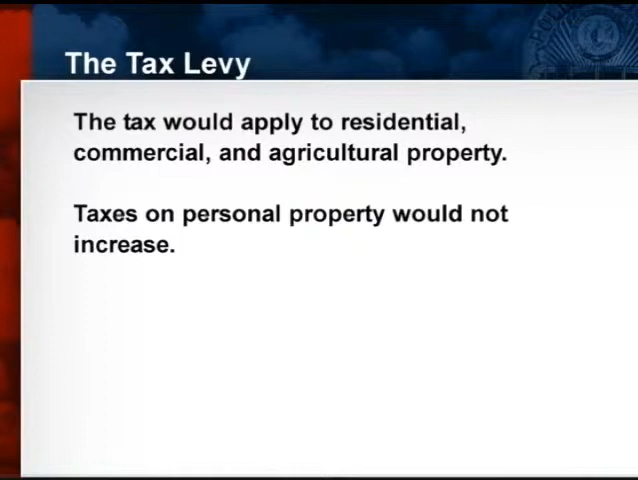 The Tax Levy
The tax would apply to residential,
commercial, and agricultural property.
Taxes on personal property would not
increase.